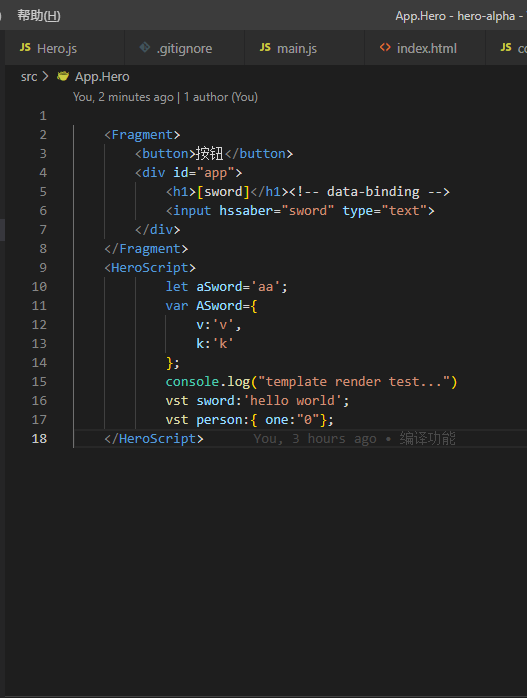 帮助(H)
App.Hero - hero-alpha -
JS Hero.js
.gitignore
JS main.js
<> index.html
JS
src > App.Hero
You, 2 minutes ago | 1 author (You)
1
2 <Fragment>
3 <button>按钮</button>
4 <div id="app">
5 <h1>[sword]</h1><!-- data-binding -->
6 <input hssaber="sword" type="text">
7 </div>
8 </Fragment>
9 <HeroScript>
10 let aSword='aa';
11 var ASword={
12 v:'v',
13 k:'k'
14 };
15 console.log("template render test...")
16 vst sword:'hello world';
17 vst person:{ one:"0"};
18 </HeroScript> You, 3 hours ago • 编译功能